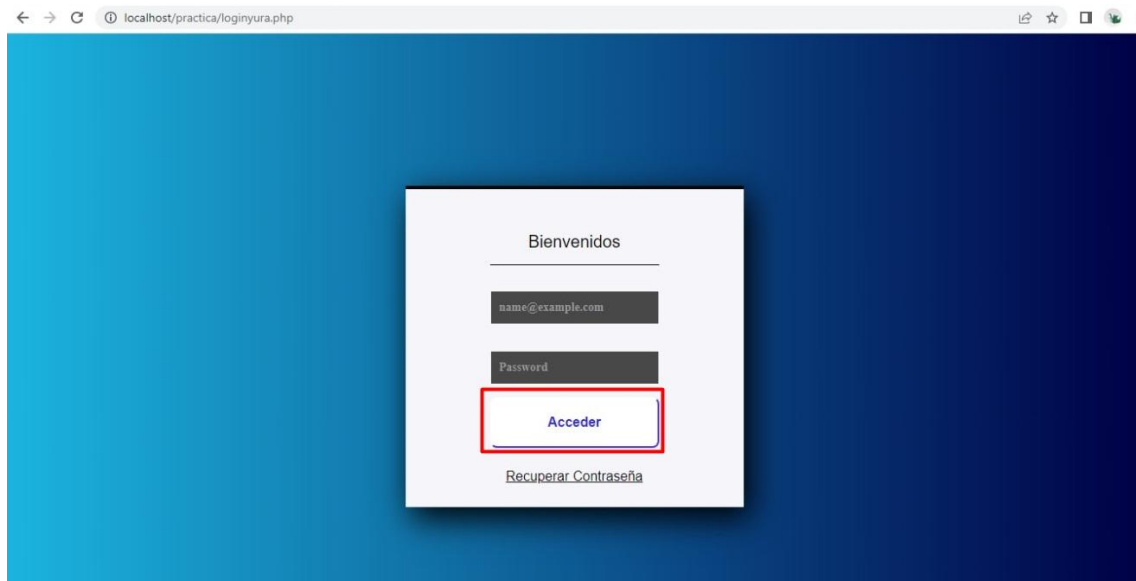 localhost/practica/loginyura.php
Bienvenidos
name@example.com
Password
Acceder
Recuperar Contraseña